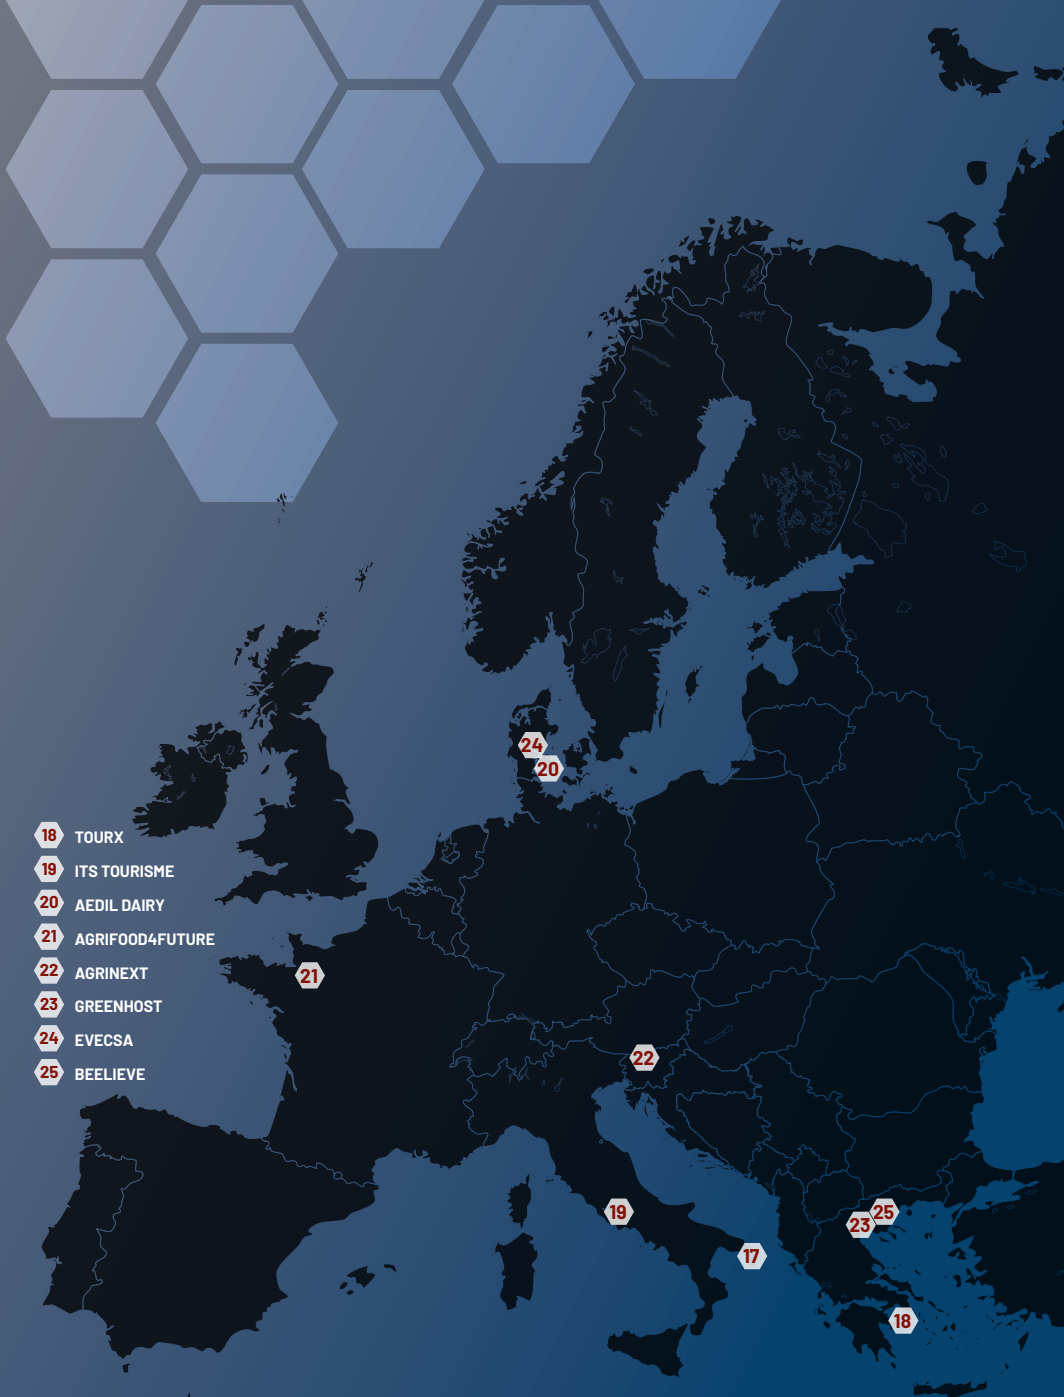 24
20
18 TOURX
19 ITS TOURISME
20 AEDIL DAIRY
21 AGRIFOOD4FUTURE
22 AGRINEXT
23 GREENHOST
24 EVECSA
25 BEELIEVE
21
22
19
25
23
17
18